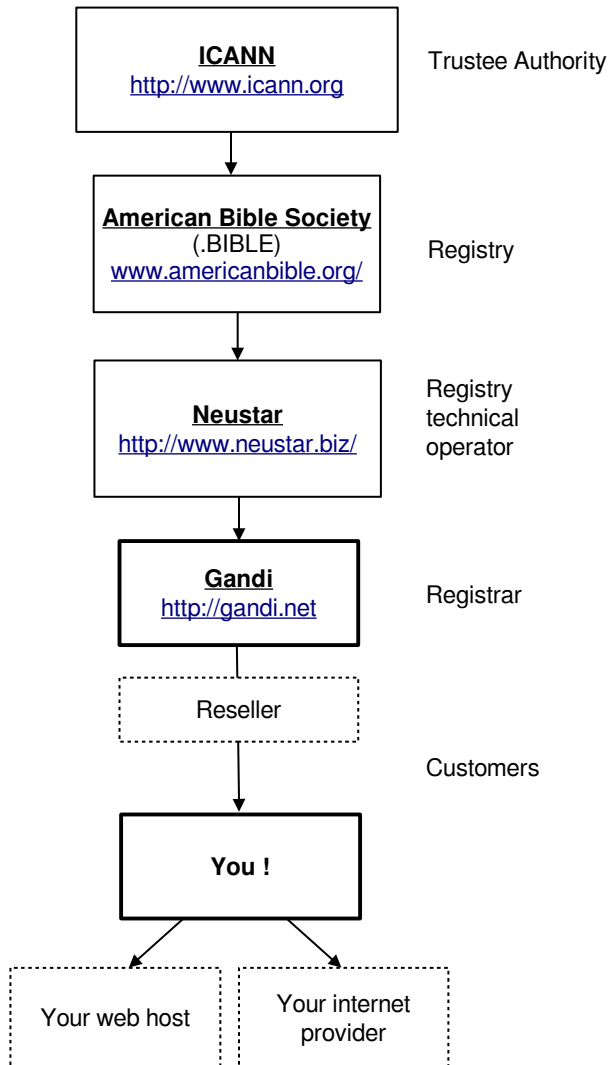 ICANN
http://www.icann.org
Trustee Authority
American Bible Society
(.BIBLE)
www.americanbible.org/
Registry
Neustar
http://www.neustar.biz/
Registry
technical
operator
Gandi
http://gandi.net
Registrar
Reseller
Customers
You !
Your web host
Your internet
provider